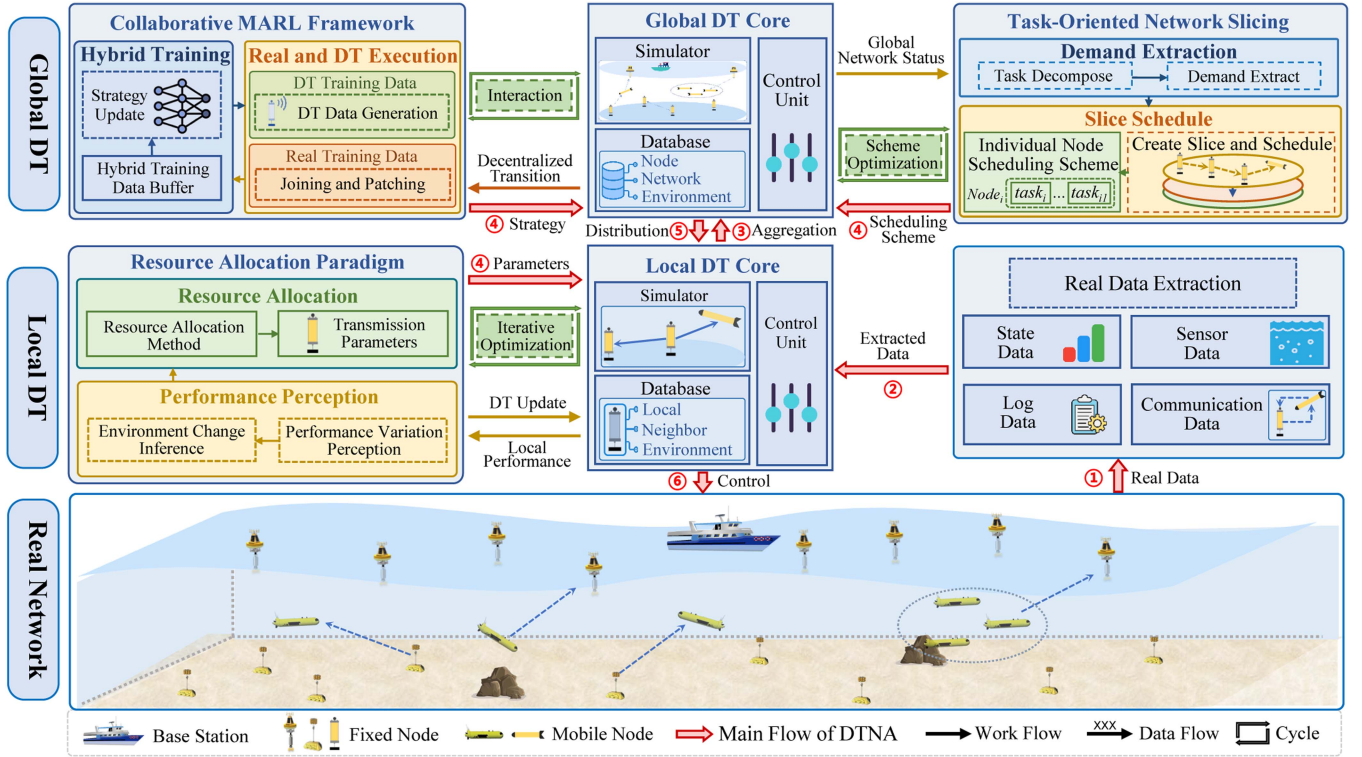 Global DT
Collaborative MARL Framework
Hybrid Training
Strategy
Update
Hybrid Training
Data Buffer
Real and DT Execution
DT Training Data
DT Data Generation
Real Training Data
Joining and Patching
Interaction
Decentralized
Transition
④ Strategy
Global DT Core
Simulator
Database
Node
Network
Environment
Control
Unit
Global
Network Status
Scheme
Optimization
④ Scheduling
Scheme
Task-Oriented Network Slicing
Demand Extraction
Task Decompose
Demand Extract
Slice Schedule
Individual Node
Scheduling Scheme
Node_i task_i ... task_il
Create Slice and Schedule
Distribution ⑤
③ Aggregation
Local DT
Resource Allocation Paradigm
Resource Allocation
Resource Allocation
Method
Transmission
Parameters
Performance Perception
Environment Change
Inference
Performance Variation
Perception
④ Parameters
Iterative
Optimization
DT Update
Local
Performance
Local DT Core
Simulator
Database
Local
Neighbor
Environment
Control
Unit
Extracted
Data
②
Real Data Extraction
State
Data
Sensor
Data
Log
Data
Communication
Data
⑥ Control
① Real Data
Real Network
Base Station
Fixed Node
Mobile Node
Main Flow of DTNA
Work Flow
XXX
Data Flow
Cycle